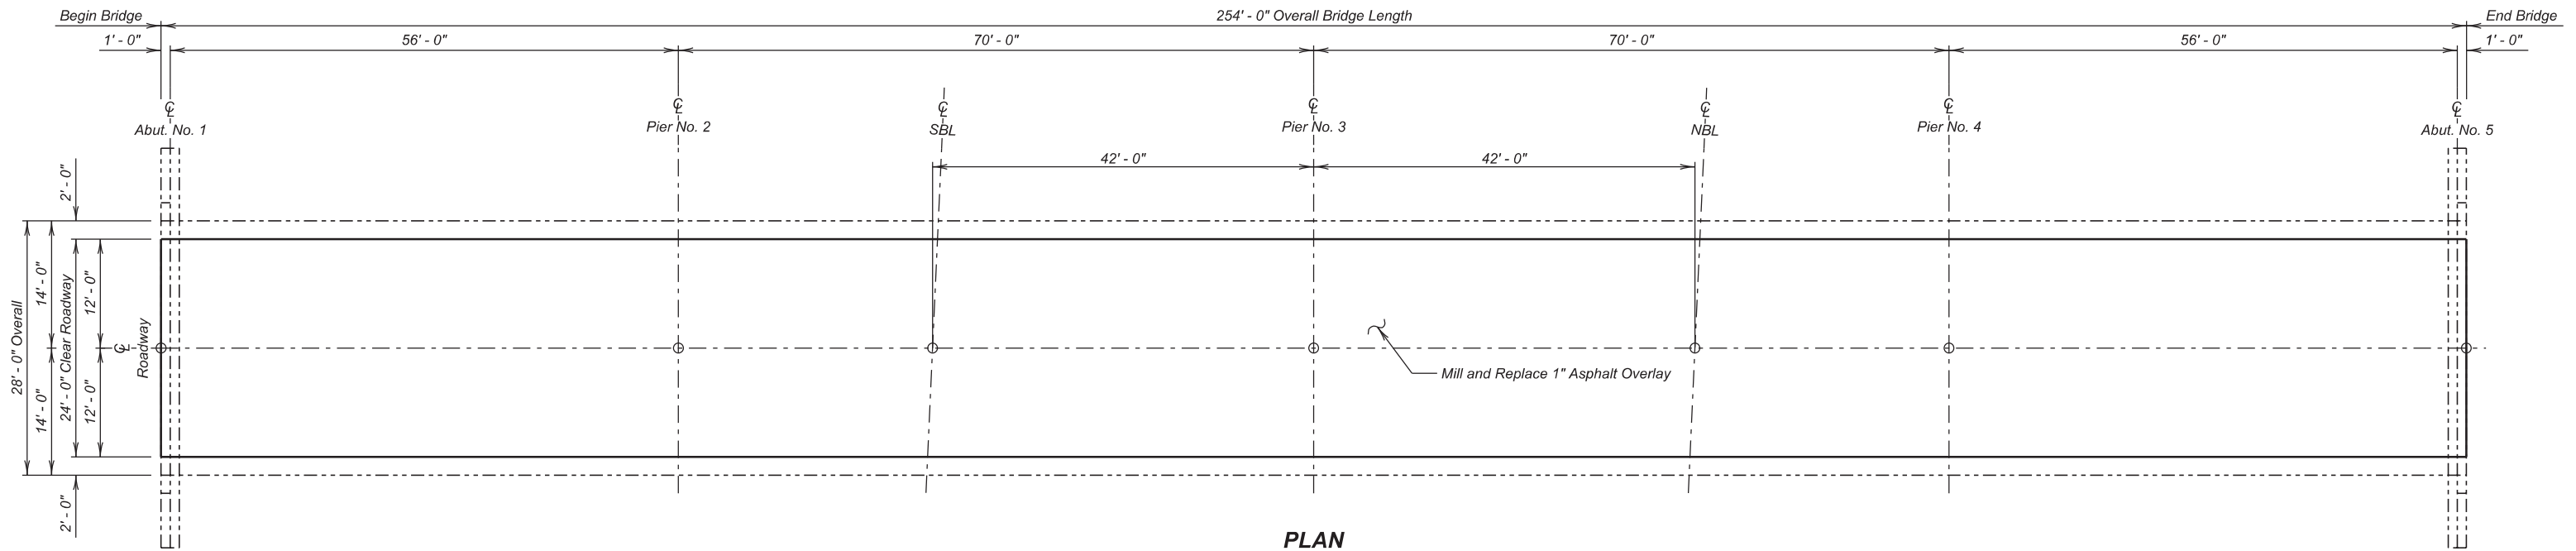 Begin Bridge
254' - 0" Overall Bridge Length
End Bridge
1' - 0"
56' - 0"
70' - 0"
70' - 0"
56' - 0"
1' - 0"
℄
Abut. No. 1
℄
Pier No. 2
℄
SBL
℄
Pier No. 3
℄
NBL
℄
Pier No. 4
℄
Abut. No. 5
42' - 0"
42' - 0"
2' - 0"
28' - 0" Overall
14' - 0"
14' - 0"
24' - 0" Clear Roadway
12' - 0"
12' - 0"
℄
Roadway
2' - 0"
Mill and Replace 1" Asphalt Overlay
PLAN